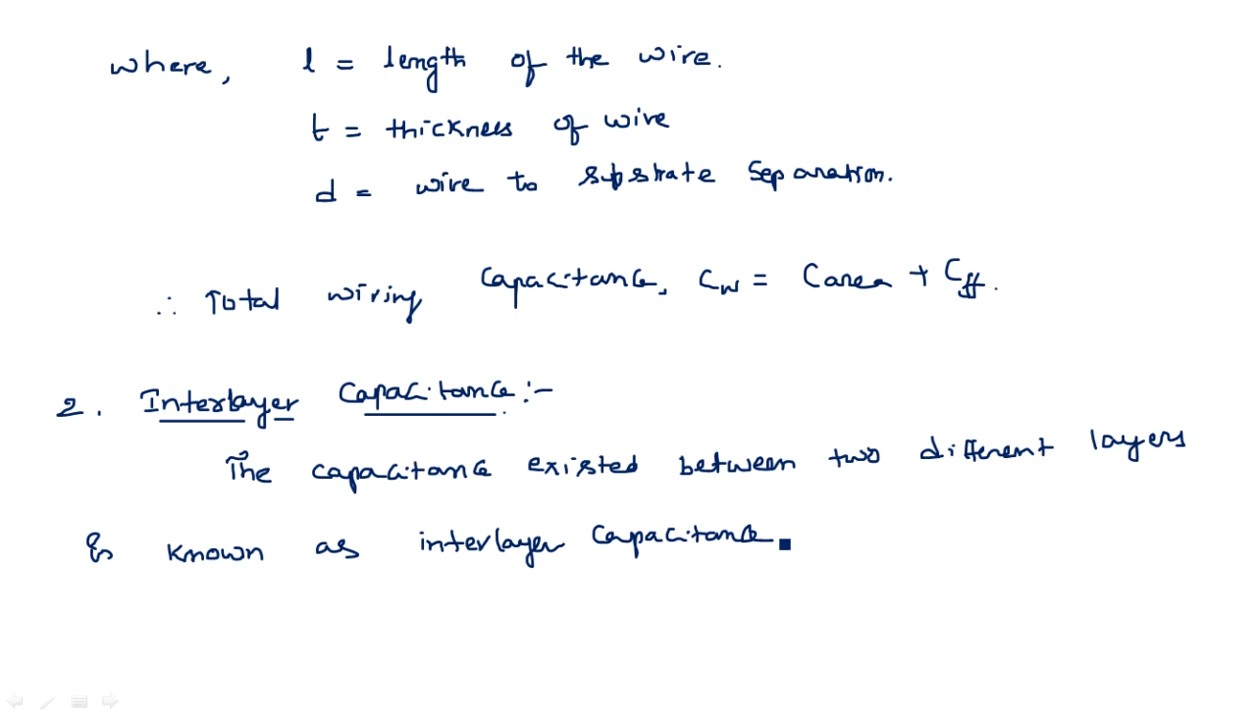 where, l = length of the wire.
t = thickness of wire
d = wire to substrate separation.
∴ Total wiring capacitance, Cw = Carea + Cff.
2. Interlayer Capacitance :-
The capacitance existed between two different layers
is known as interlayer capacitance.